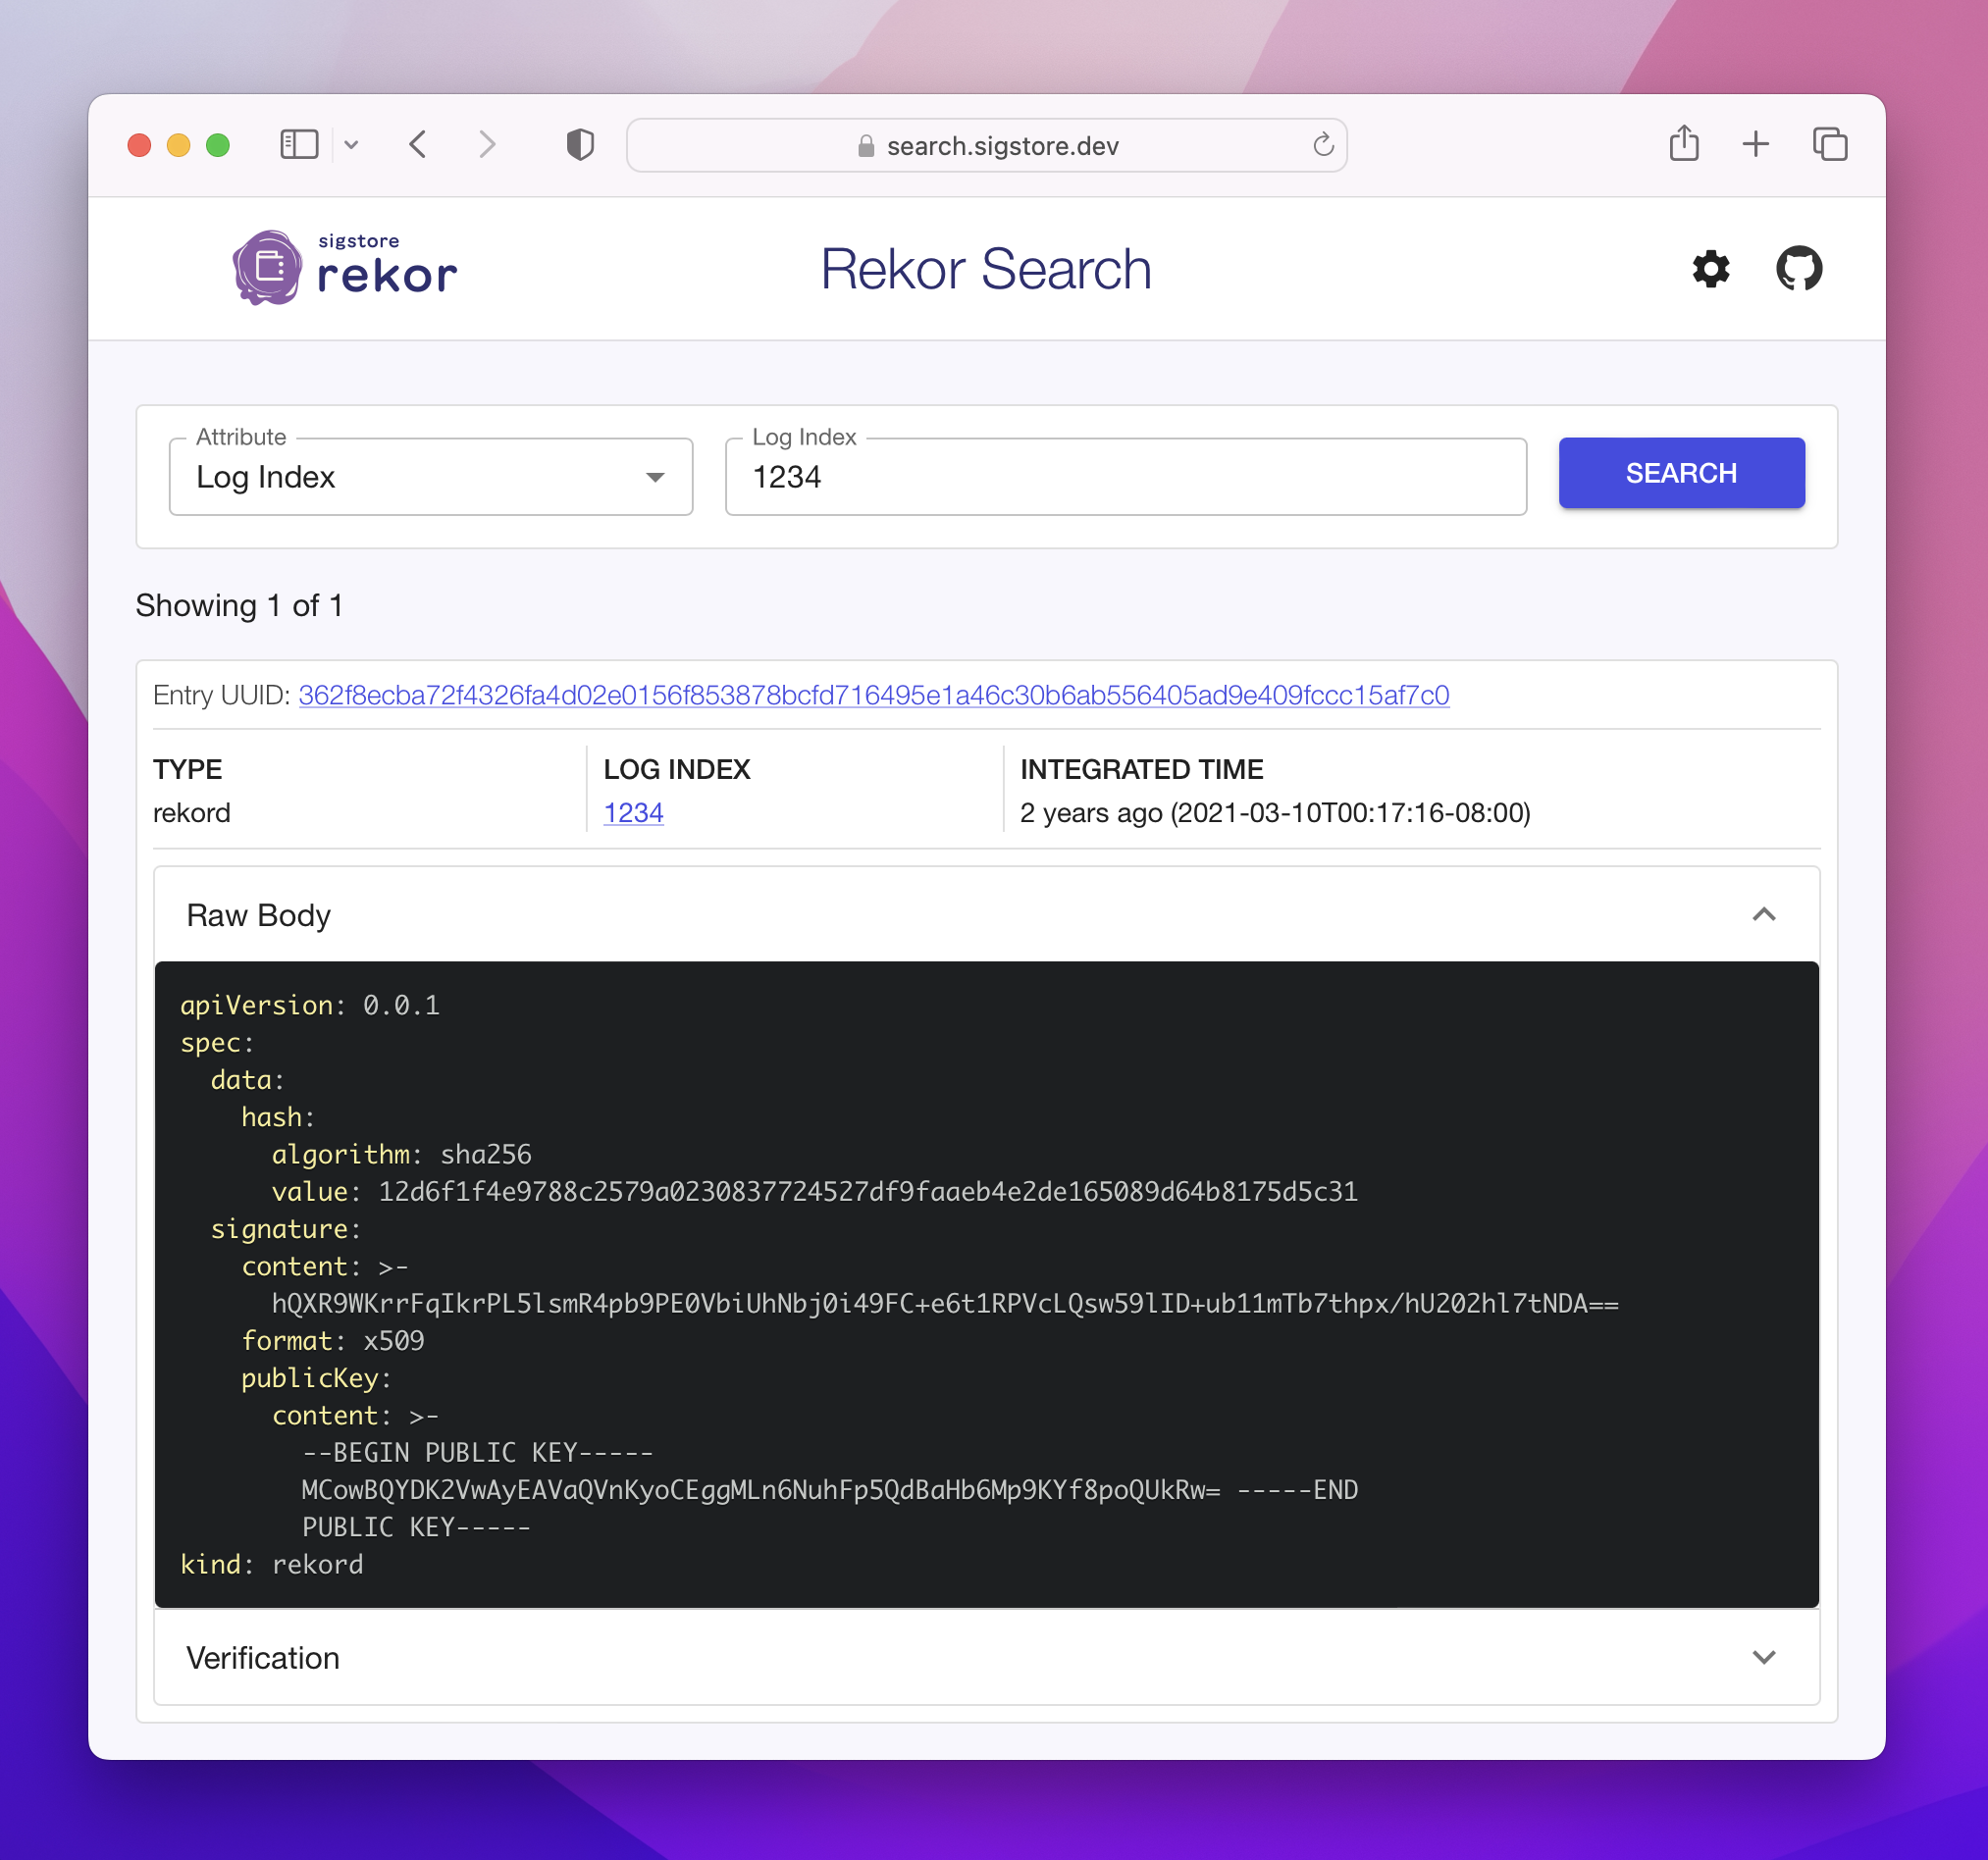 search.sigstore.dev
sigstore
rekor
Rekor Search
Attribute
Log Index
Log Index
1234
SEARCH
Showing 1 of 1
Entry UUID: 362f8ecba72f4326fa4d02e0156f853878bcfd716495e1a46c30b6ab556405ad9e409fccc15af7c0
TYPE
rekord
LOG INDEX
1234
INTEGRATED TIME
2 years ago (2021-03-10T00:17:16-08:00)
Raw Body
apiVersion: 0.0.1
spec:
  data:
    hash:
      algorithm: sha256
      value: 12d6f1f4e9788c2579a0230837724527df9faaeb4e2de165089d64b8175d5c31
  signature:
    content: >-
      hQXR9WKrrFqIkrPL5lsmR4pb9PE0VbiUhNbj0i49FC+e6t1RPVcLQsw59lID+ub11mTb7thpx/hU202hl7tNDA==
    format: x509
    publicKey:
      content: >-
        --BEGIN PUBLIC KEY-----
        MCowBQYDK2VwAyEAVaQVnKyoCEggMLn6NuhFp5QdBaHb6Mp9KYf8poQUkRw= -----END
        PUBLIC KEY-----
kind: rekord
Verification